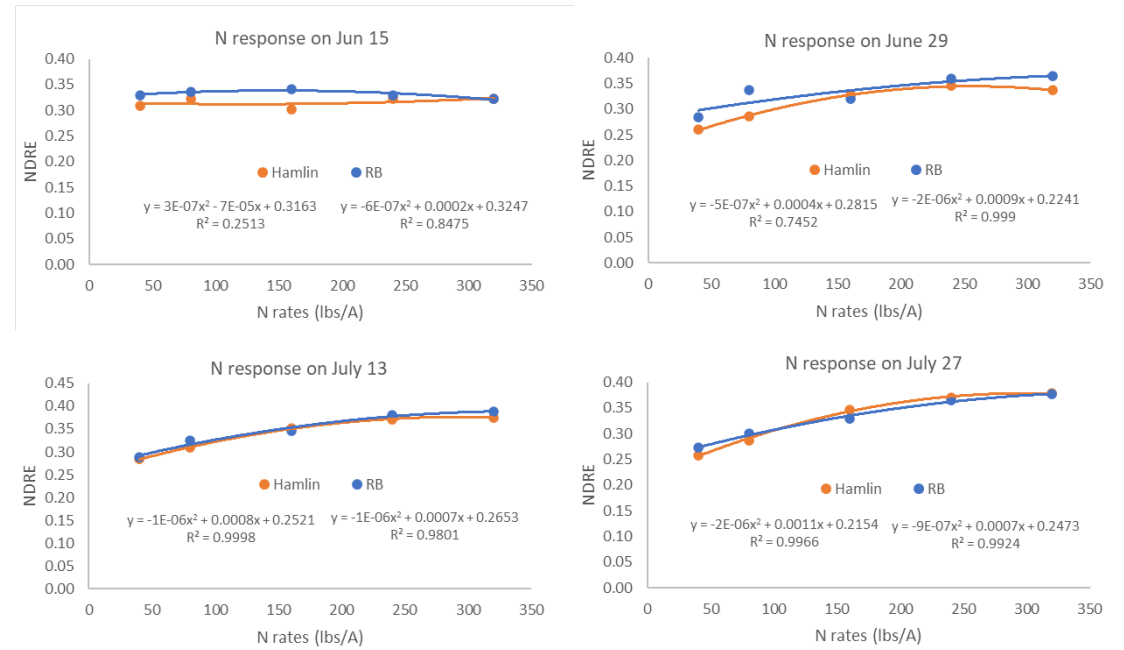 N response on Jun 15
0.40
0.35
0.30
0.25
0.20
0.15
0.10
0.05
0.00
NDRE
Hamlin RB
y = 3E-07x² - 7E-05x + 0.3163 y = -6E-07x² + 0.0002x + 0.3247
R² = 0.2513 R² = 0.8475
0 50 100 150 200 250 300 350
N rates (lbs/A)
N response on June 29
0.40
0.35
0.30
0.25
0.20
0.15
0.10
0.05
0.00
NDRE
Hamlin RB
y = -5E-07x² + 0.0004x + 0.2815 y = -2E-06x² + 0.0009x + 0.2241
R² = 0.7452 R² = 0.999
0 50 100 150 200 250 300 350
N rates (lbs/A)
N response on July 13
0.45
0.40
0.35
0.30
0.25
0.20
0.15
0.10
0.05
0.00
NDRE
Hamlin RB
y = -1E-06x² + 0.0008x + 0.2521 y = -1E-06x² + 0.0007x + 0.2653
R² = 0.9998 R² = 0.9801
0 50 100 150 200 250 300 350
N rates (lbs/A)
N response on July 27
0.40
0.35
0.30
0.25
0.20
0.15
0.10
0.05
0.00
NDRE
Hamlin RB
y = -2E-06x² + 0.0011x + 0.2154 y = -9E-07x² + 0.0007x + 0.2473
R² = 0.9966 R² = 0.9924
0 50 100 150 200 250 300 350
N rates (lbs/A)